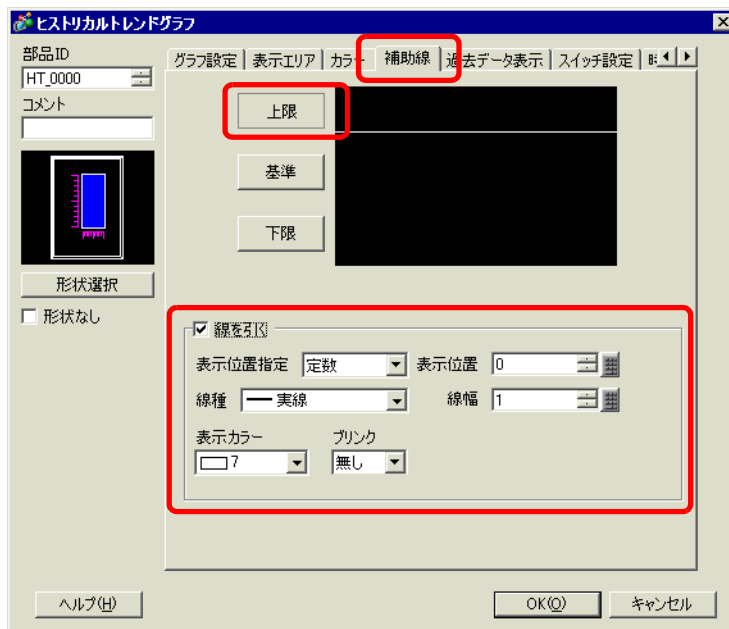 ヒストリカルトレンドグラフ
部品ID
HT_0000
コメント
形状選択
形状なし
グラフ設定 表示エリア カラー 補助線 過去データ表示 スイッチ設定
上限
基準
下限
線を引く
表示位置指定 定数 表示位置 0
線種 実線 線幅 1
表示カラー ブリンク
7 無し
ヘルプ(H) OK(O) キャンセル